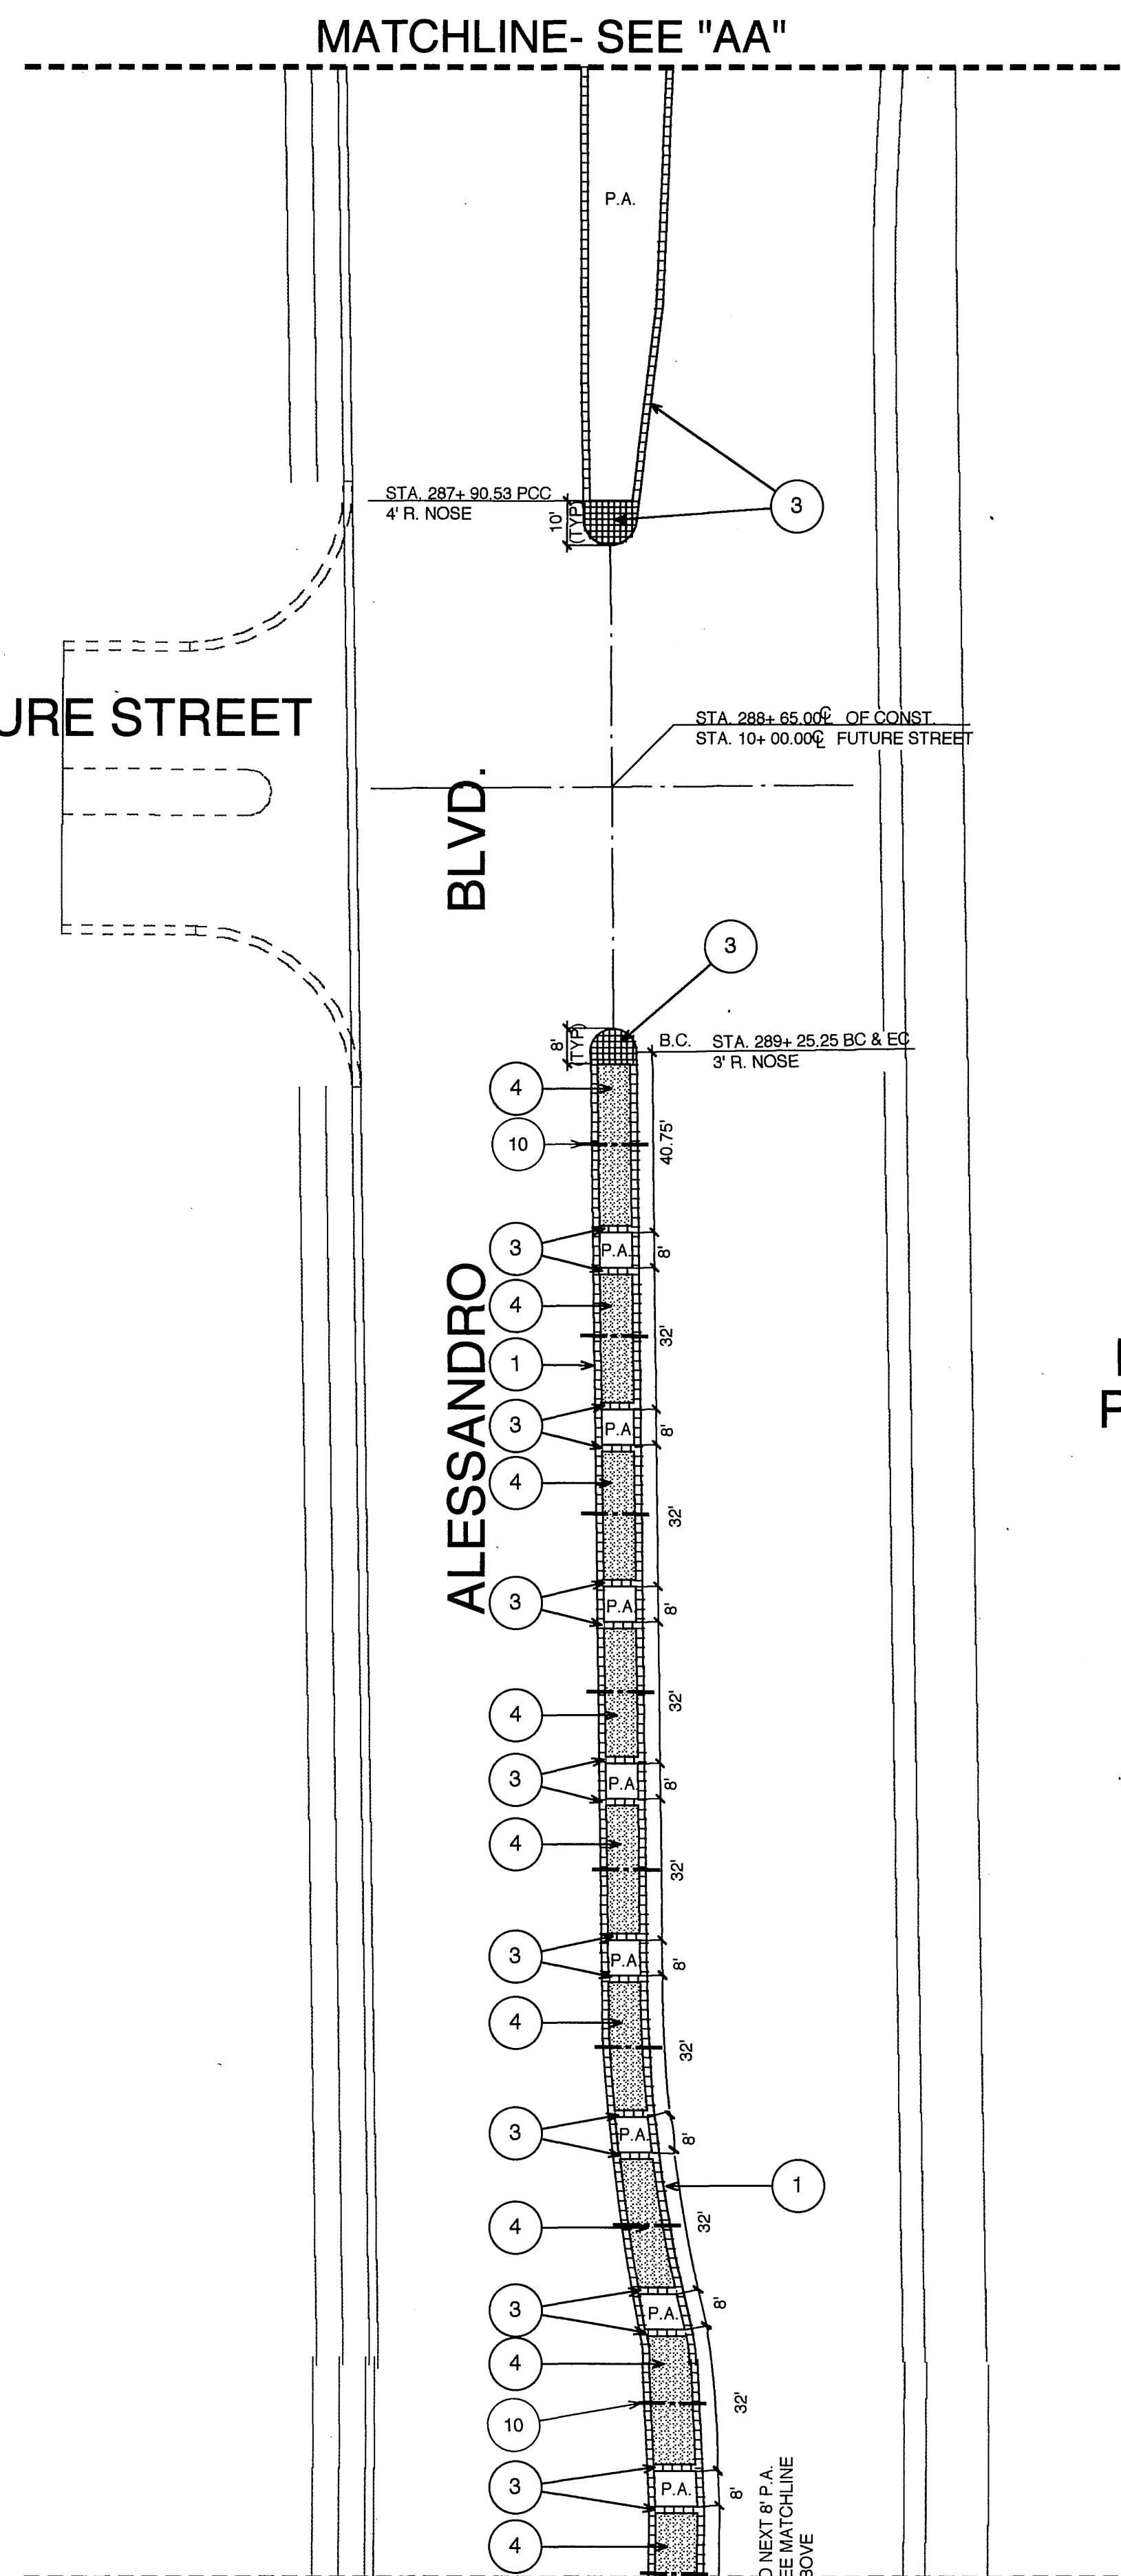 MATCHLINE- SEE "AA"
P.A.
STA. 287+ 90.53 PCC
4' R. NOSE
10'
(TYP)
3
URE STREET
STA. 288+ 65.00 ℄ OF CONST.
STA. 10+ 00.00 ℄ FUTURE STREET
BLVD.
3
8'
(TYP)
B.C.
STA. 289+ 25.25 BC & EC
3' R. NOSE
4
10
40.75'
3
P.A.
8'
4
32'
1
ALESSANDRO
3
P.A
8'
4
32'
3
P.A
8'
32'
4
3
P.A
8'
4
32'
3
P.A.
8'
4
32'
3
P.A.
8'
1
4
32'
3
P.A.
8'
4
32'
10
3
P.A.
8'
4
NEXT 8' P.A.
MATCHLINE